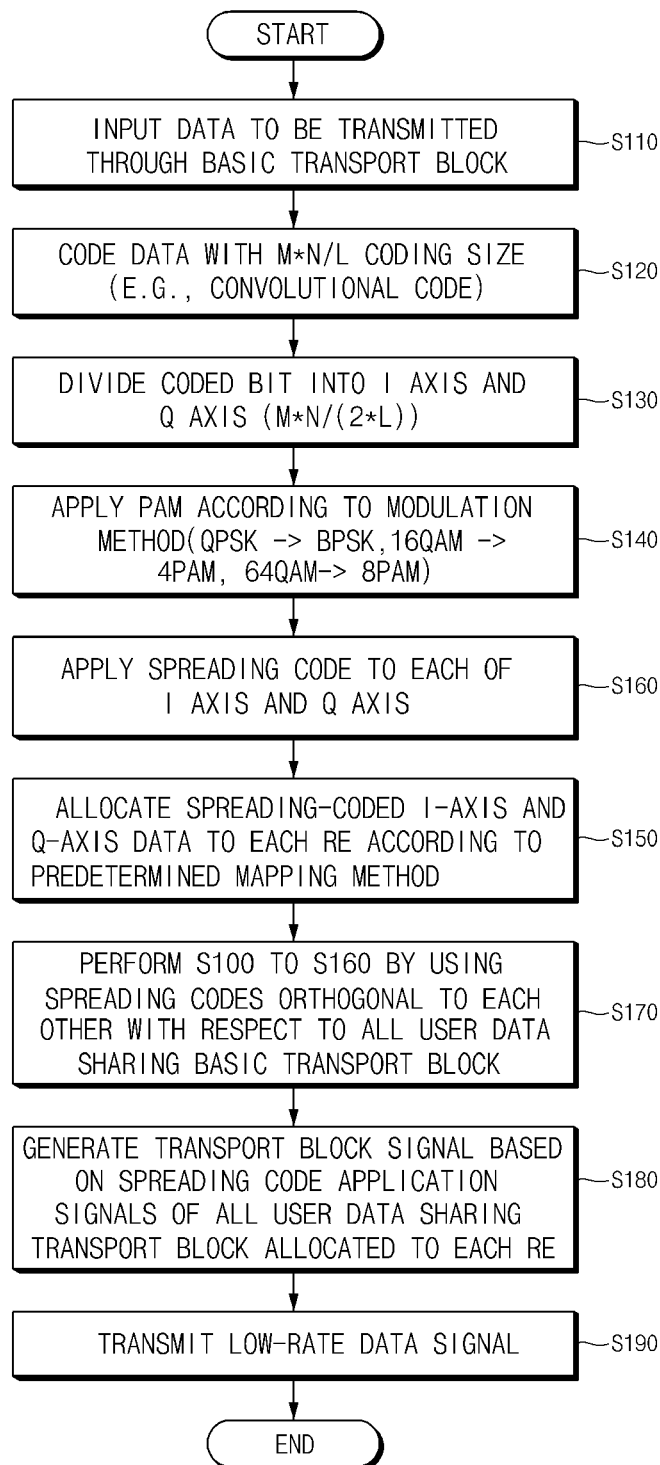 START
INPUT DATA TO BE TRANSMITTED
THROUGH BASIC TRANSPORT BLOCK
S110
CODE DATA WITH M*N/L CODING SIZE
(E.G., CONVOLUTIONAL CODE)
S120
DIVIDE CODED BIT INTO I AXIS AND
Q AXIS (M*N/(2*L))
S130
APPLY PAM ACCORDING TO MODULATION
METHOD(QPSK -> BPSK,16QAM ->
4PAM, 64QAM-> 8PAM)
S140
APPLY SPREADING CODE TO EACH OF
I AXIS AND Q AXIS
S160
ALLOCATE SPREADING-CODED I-AXIS AND
Q-AXIS DATA TO EACH RE ACCORDING TO
PREDETERMINED MAPPING METHOD
S150
PERFORM S100 TO S160 BY USING
SPREADING CODES ORTHOGONAL TO EACH
OTHER WITH RESPECT TO ALL USER DATA
SHARING BASIC TRANSPORT BLOCK
S170
GENERATE TRANSPORT BLOCK SIGNAL BASED
ON SPREADING CODE APPLICATION
SIGNALS OF ALL USER DATA SHARING
TRANSPORT BLOCK ALLOCATED TO EACH RE
S180
TRANSMIT LOW-RATE DATA SIGNAL
S190
END